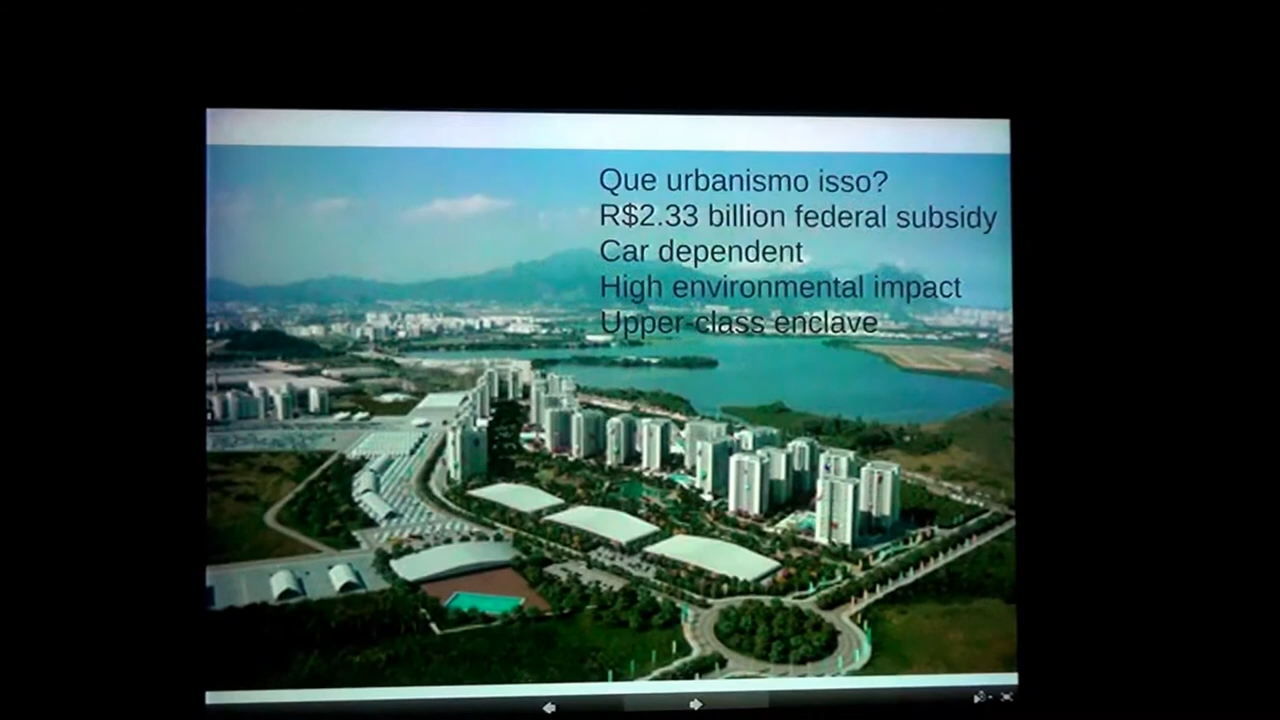 Que urbanismo isso?
R$2.33 billion federal subsidy
Car dependent
High environmental impact
Upper-class enclave